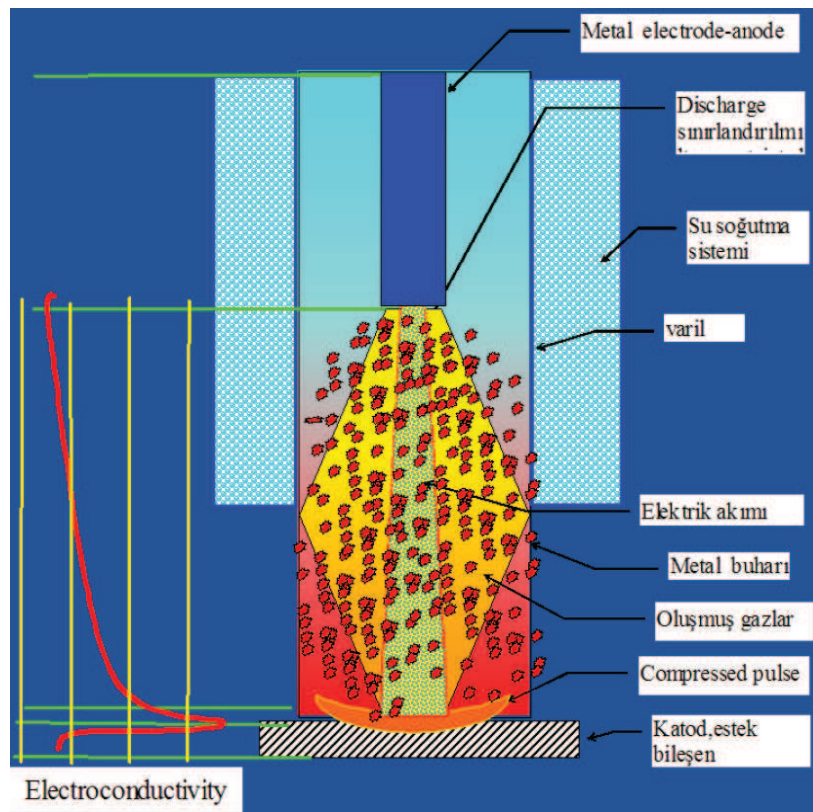 Metal electrode-anode
Discharge
sınırlandırılmı
Su soğutma
sistemi
varil
Elektrik akımı
Metal buharı
Oluşmuş gazlar
Compressed pulse
Katod,estek
bileşen
Electroconductivity